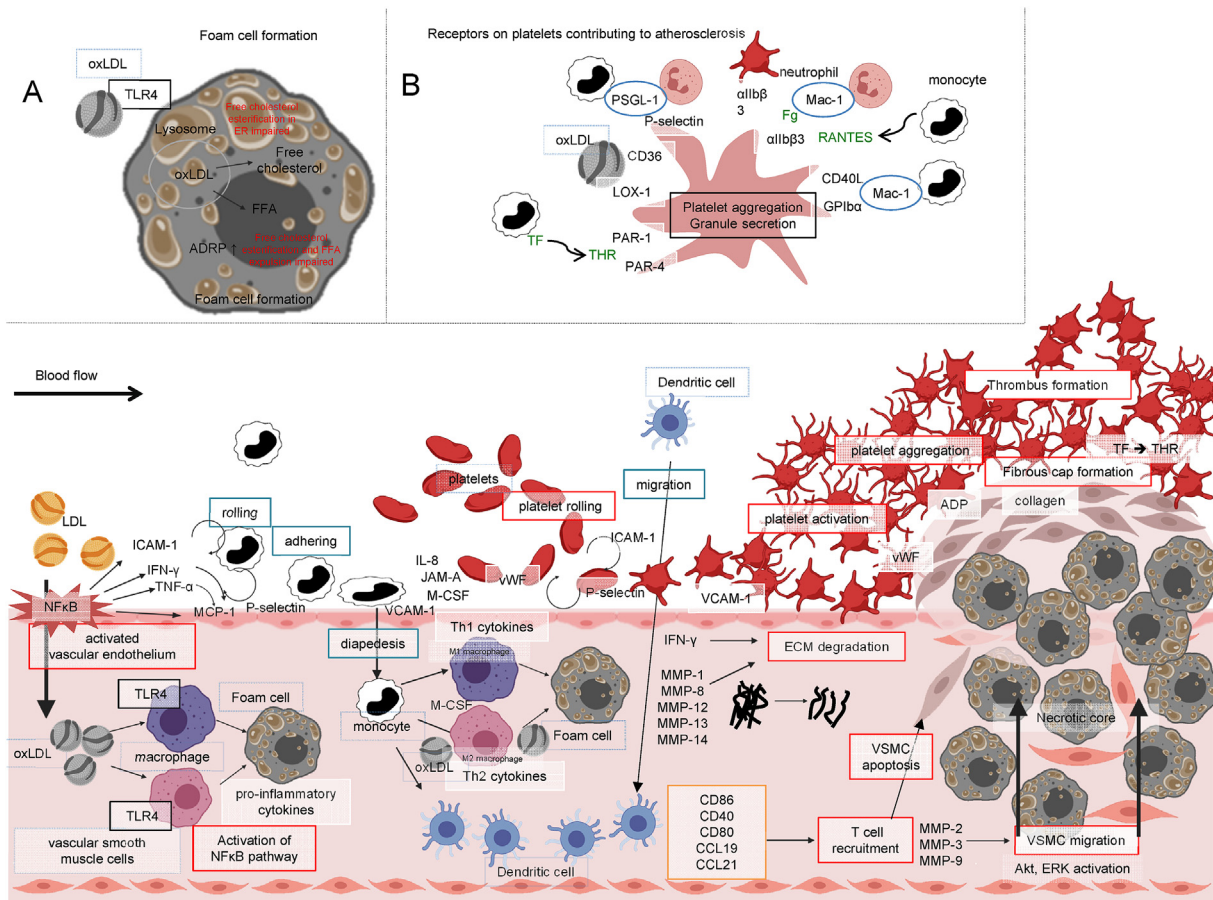 Foam cell formation
A
oxLDL
TLR4
Lysosome
Free cholesterol
esterification in
ER impaired
oxLDL
Free
cholesterol
FFA
ADRP ↑
Free cholesterol
esterification and FFA
impaired
Foam cell formation
B
Receptors on platelets contributing to atherosclerosis
PSGL-1
P-selectin
αIIbβ
3
neutrophil
Mac-1
Fg
monocyte
αIIbβ3
RANTES
oxLDL
CD36
LOX-1
CD40L
Mac-1
GPIbα
Platelet aggregation
Granule secretion
TF
THR
PAR-1
PAR-4
Blood flow
Dendritic cell
Thrombus formation
platelet aggregation
TF ➔ THR
Fibrous cap formation
platelets
migration
platelet rolling
ADP
collagen
platelet activation
LDL
rolling
ICAM-1
adhering
ICAM-1
IFN-γ
TNF-α
IL-8
JAM-A
M-CSF
vWF
vWF
NFκB
MCP-1
P-selectin
VCAM-1
P-selectin
VCAM-1
activated
vascular endothelium
diapedesis
Th1 cytokines
M1 macrophage
IFN-γ
ECM degradation
MMP-1
MMP-8
MMP-12
MMP-13
MMP-14
TLR4
Foam cell
M-CSF
monocyte
Foam cell
Necrotic core
oxLDL
macrophage
oxLDL
M2 macrophage
Th2 cytokines
VSMC
apoptosis
pro-inflammatory
cytokines
TLR4
CD86
CD40
CD80
CCL19
CCL21
T cell
recruitment
MMP-2
MMP-3
MMP-9
VSMC migration
Akt, ERK activation
vascular smooth
muscle cells
Activation of
NFκB pathway
Dendritic cell